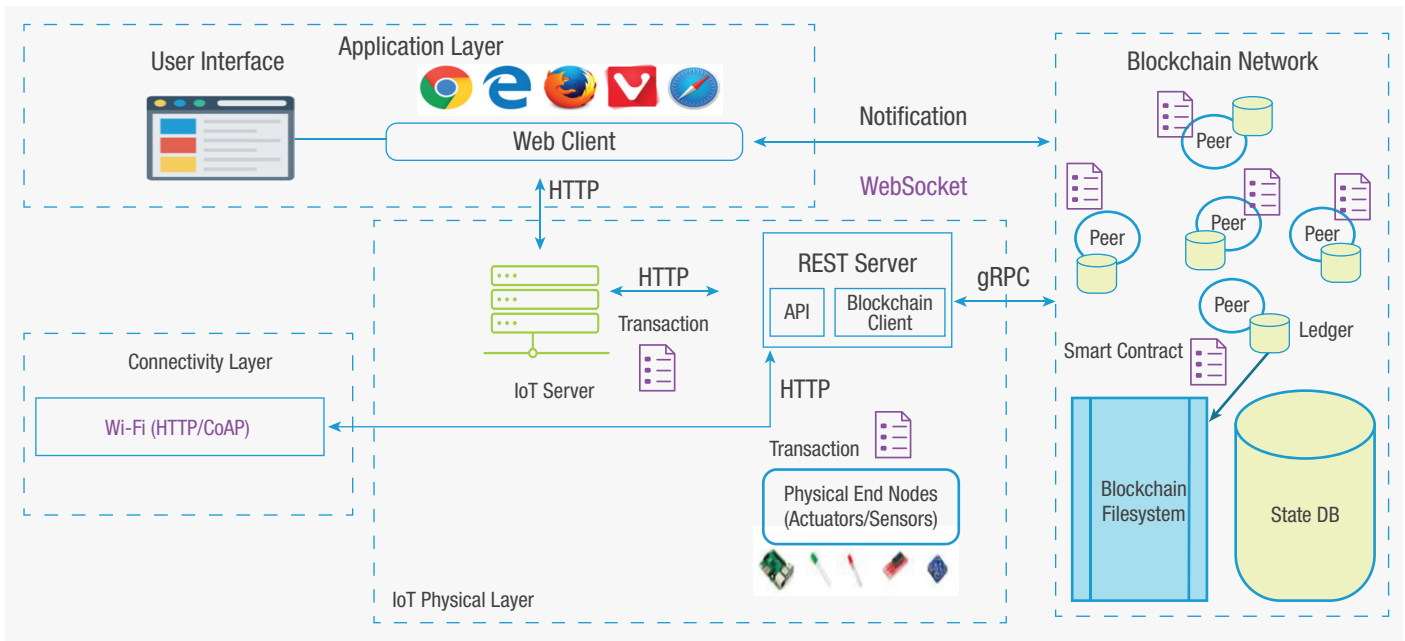 Application Layer
User Interface
Web Client
HTTP
Notification
WebSocket
Blockchain Network
Peer
Peer
Peer
Peer
Peer
Ledger
Smart Contract
Blockchain
Filesystem
State DB
REST Server
API
Blockchain
Client
gRPC
HTTP
Transaction
IoT Server
HTTP
Transaction
Physical End Nodes
(Actuators/Sensors)
IoT Physical Layer
Connectivity Layer
Wi-Fi (HTTP/CoAP)